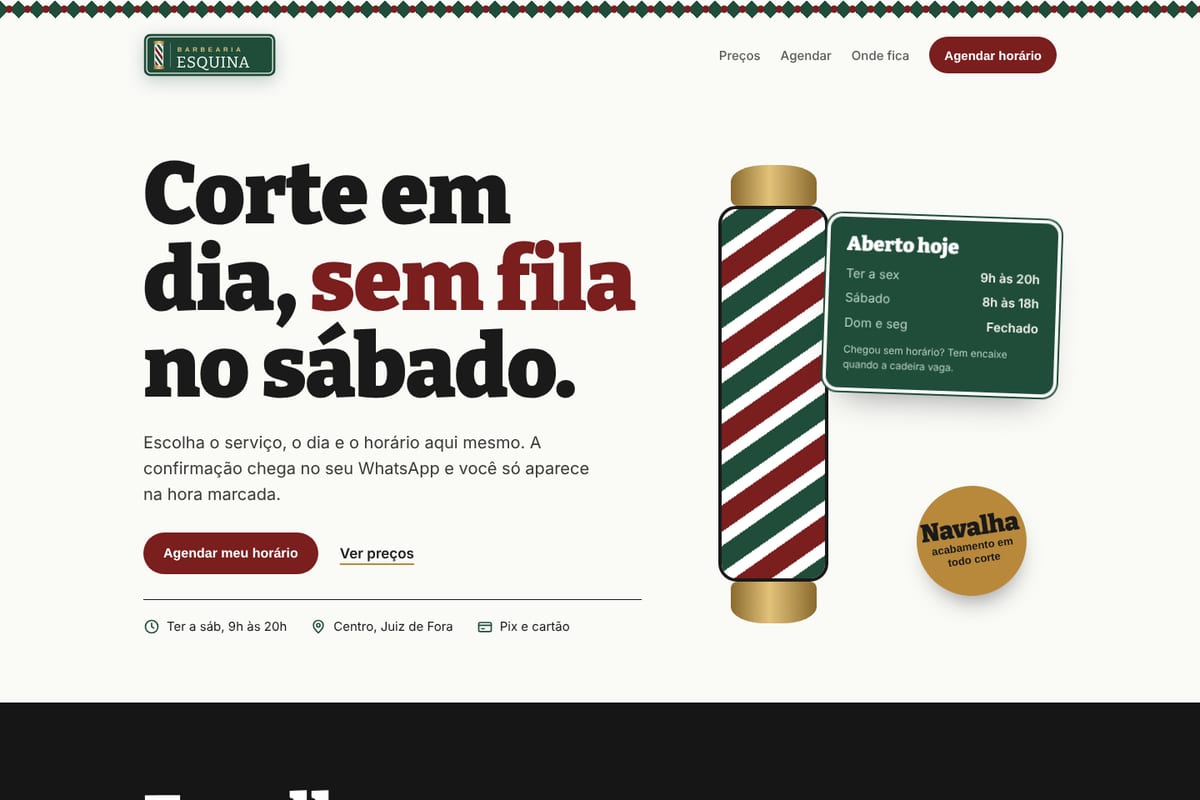 BARBEARIA
ESQUINA
Preços
Agendar
Onde fica
Agendar horário
Corte em
dia, sem fila
no sábado.
Escolha o serviço, o dia e o horário aqui mesmo. A
confirmação chega no seu WhatsApp e você só aparece
na hora marcada.
Agendar meu horário
Ver preços
Ter a sáb, 9h às 20h
Centro, Juiz de Fora
Pix e cartão
Aberto hoje
Ter a sex 9h às 20h
Sábado 8h às 18h
Dom e seg Fechado
Chegou sem horário? Tem encaixe
quando a cadeira vaga.
Navalha
acabamento em
todo corte